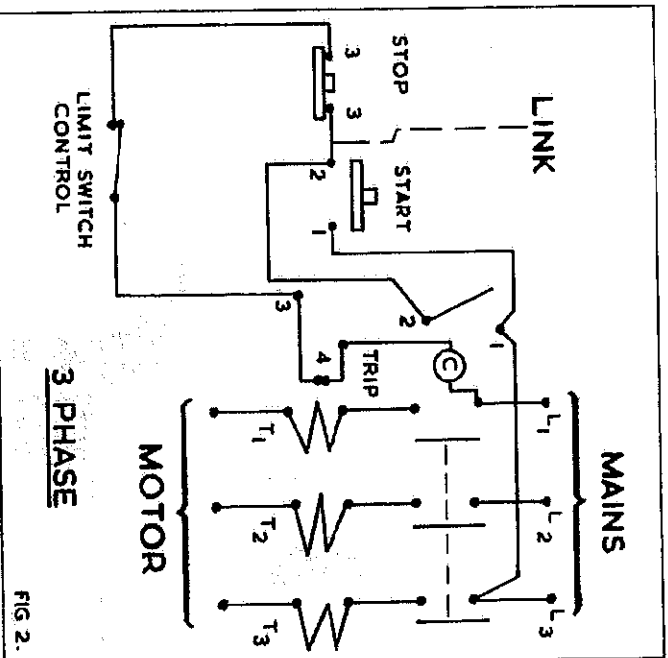 MAINS
L1 L2 L3
LINK
STOP
START
3 3
2
1
1
2
C
TRIP
4
3
LIMIT SWITCH
CONTROL
T1 T2 T3
MOTOR
3 PHASE
FIG 2.